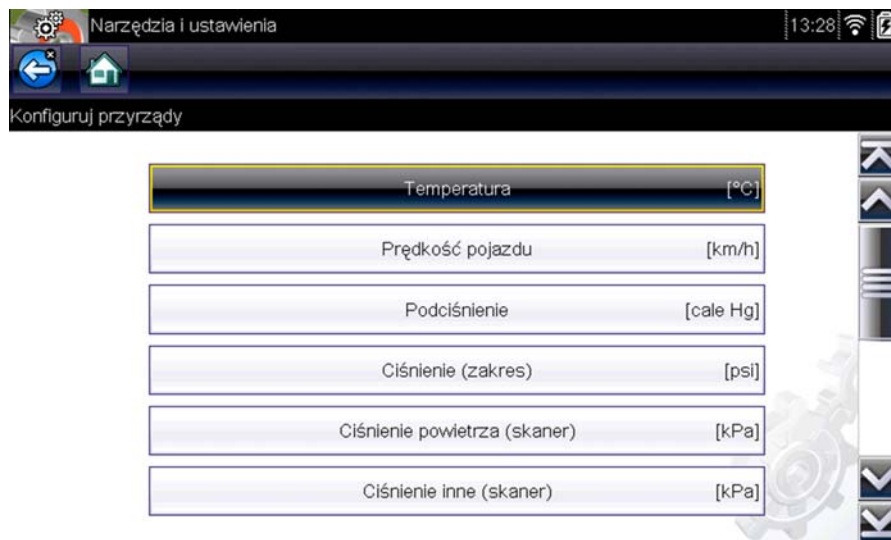 Narzędzia i ustawienia 13:28
Konfiguruj przyrządy
Temperatura [°C]
Prędkość pojazdu [km/h]
Podciśnienie [cale Hg]
Ciśnienie (zakres) [psi]
Ciśnienie powietrza (skaner) [kPa]
Ciśnienie inne (skaner) [kPa]